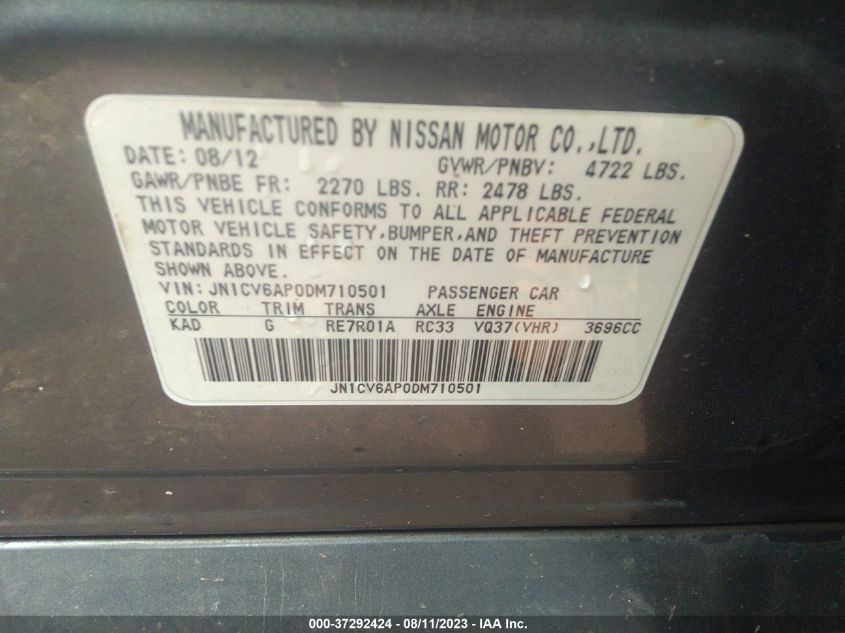 MANUFACTURED BY NISSAN MOTOR CO.,LTD.
DATE: 08/12 GVWR/PNBV: 4722 LBS.
GAWR/PNBE FR: 2270 LBS. RR: 2478 LBS.
THIS VEHICLE CONFORMS TO ALL APPLICABLE FEDERAL
MOTOR VEHICLE SAFETY,BUMPER,AND THEFT PREVENTION
STANDARDS IN EFFECT ON THE DATE OF MANUFACTURE
SHOWN ABOVE.
VIN: JN1CV6AP0DM710501 PASSENGER CAR
COLOR TRIM TRANS AXLE ENGINE
KAD G RE7R01A RC33 VQ37(VHR) 3696CC
JN1CV6AP0DM710501
000-37292424 - 08/11/2023 - IAA Inc.